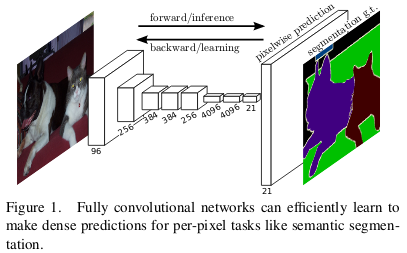 forward/inference
backward/learning
pixelwise prediction
segmentation g.t.
96
256
384
384
256
4096
4096
21
21
Figure 1. Fully convolutional networks can efficiently learn to
make dense predictions for per-pixel tasks like semantic segmen-
tation.